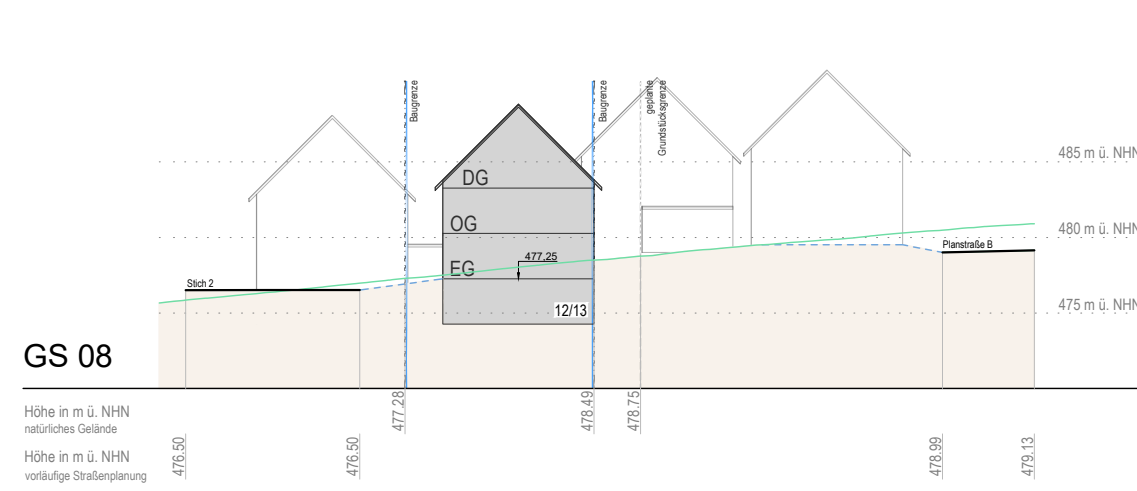 Baugrenze
Baugrenze
geplante
Grundstücksgrenze
485 m ü. NHN
DG
OG
480 m ü. NHN
Planstraße B
EG
477.25
Stich 2
12/13
475 m ü. NHN
GS 08
Höhe in m ü. NHN
natürliches Gelände
477.28
478.49
478.75
Höhe in m ü. NHN
vorläufige Straßenplanung
476.50
476.50
478.99
479.13